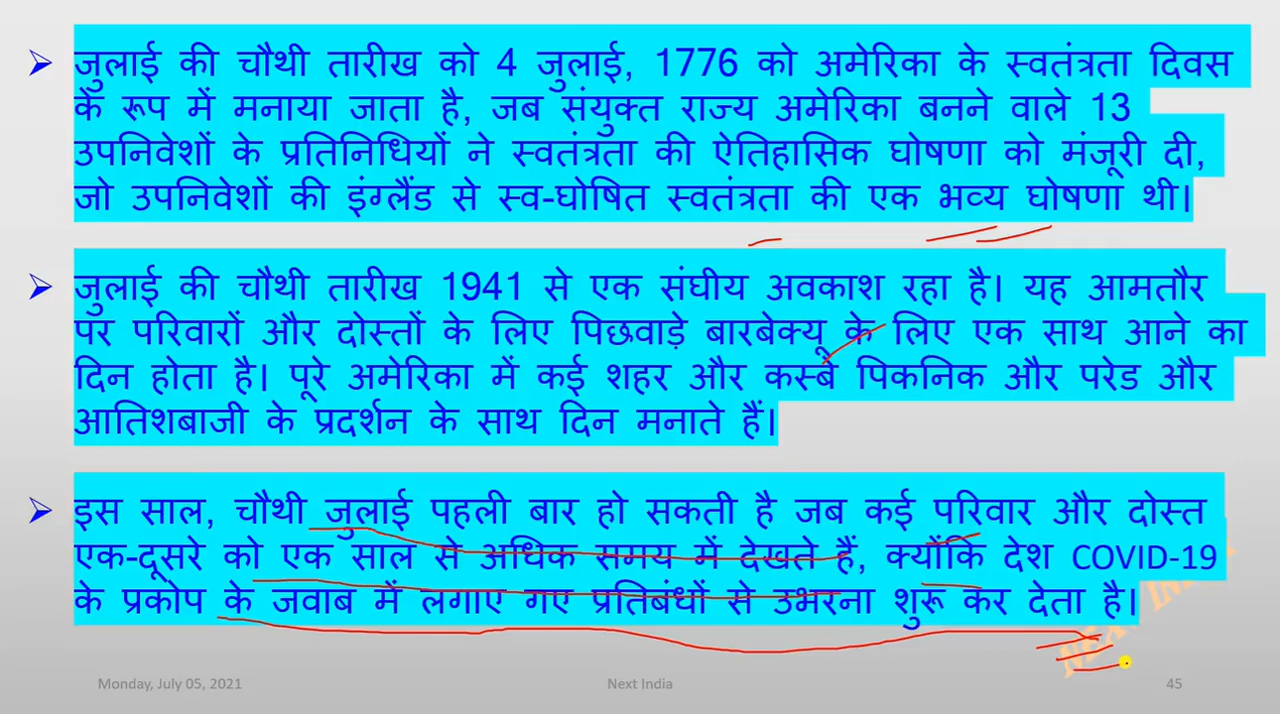 ➢ जुलाई की चौथी तारीख को 4 जुलाई, 1776 को अमेरिका के स्वतंत्रता दिवस
के रूप में मनाया जाता है, जब संयुक्त राज्य अमेरिका बनने वाले 13
उपनिवेशों के प्रतिनिधियों ने स्वतंत्रता की ऐतिहासिक घोषणा को मंजूरी दी,
जो उपनिवेशों की इंग्लैंड से स्व-घोषित स्वतंत्रता की एक भव्य घोषणा थी।
➢ जुलाई की चौथी तारीख 1941 से एक संघीय अवकाश रहा है। यह आमतौर
पर परिवारों और दोस्तों के लिए पिछवाड़े बारबेक्यू के लिए एक साथ आने का
दिन होता है। पूरे अमेरिका में कई शहर और कस्बे पिकनिक और परेड और
आतिशबाजी के प्रदर्शन के साथ दिन मनाते हैं।
➢ इस साल, चौथी जुलाई पहली बार हो सकती है जब कई परिवार और दोस्त
एक-दूसरे को एक साल से अधिक समय में देखते हैं, क्योंकि देश COVID-19
के प्रकोप के जवाब में लगाए गए प्रतिबंधों से उभरना शुरू कर देता है।
Monday, July 05, 2021 Next India 45